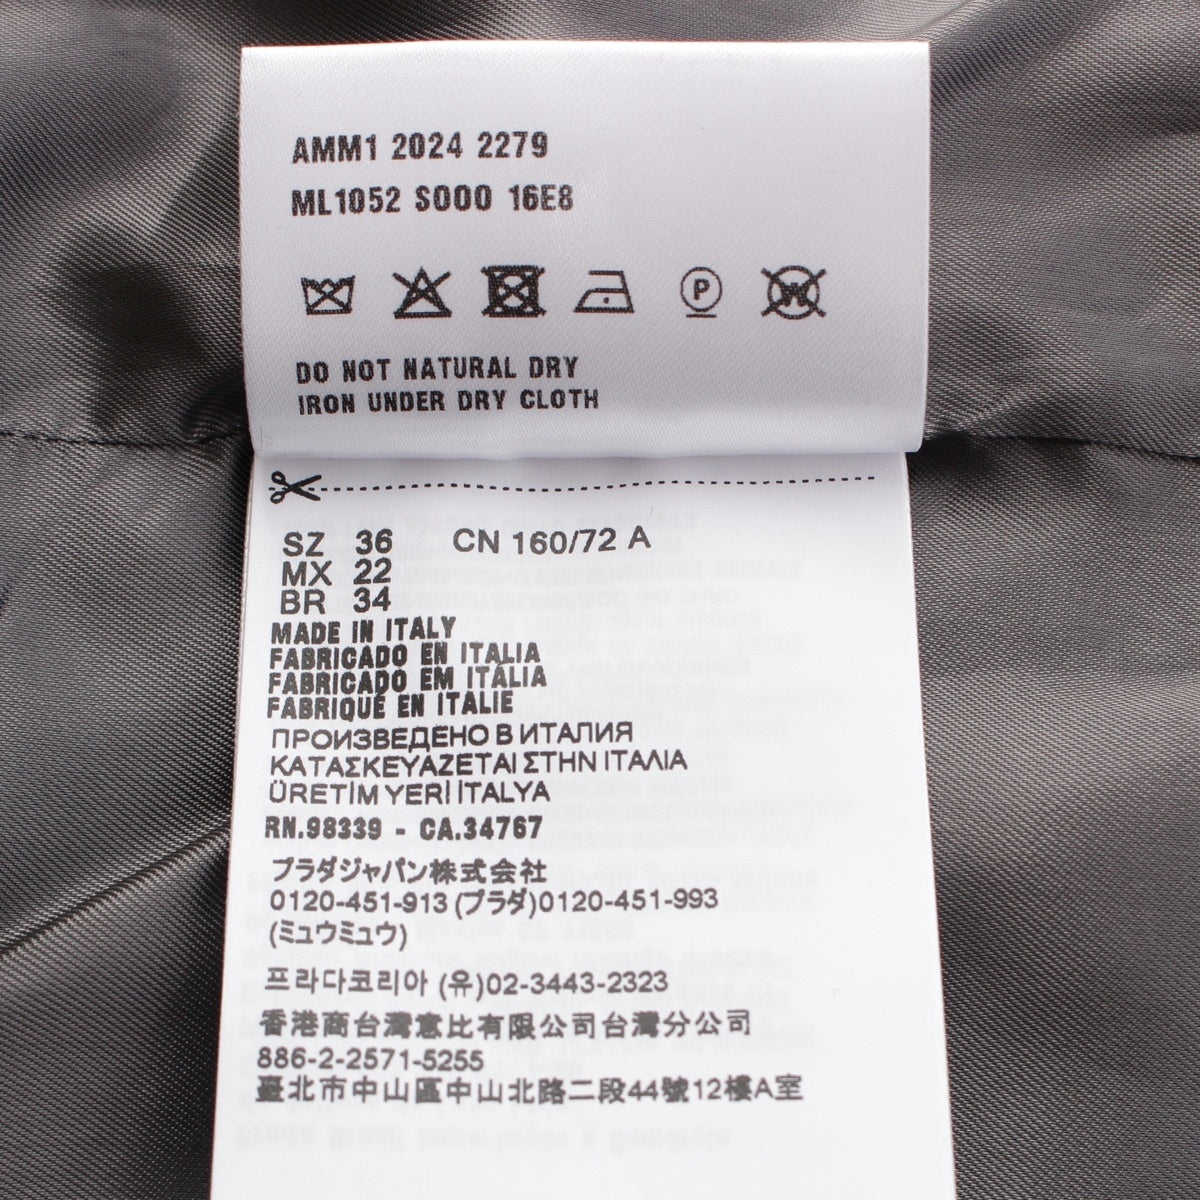 AMM1 2024 2279
ML1052 S000 16E8
P
W
DO NOT NATURAL DRY
IRON UNDER DRY CLOTH
SZ 36 CN 160/72 A
MX 22
BR 34
MADE IN ITALY
FABRICADO EN ITALIA
FABRICADO EM ITÁLIA
FABRIQUÉ EN ITALIE
ПРОИЗВЕДЕНО В ИТАЛИЯ
ΚΑΤΑΣΚΕΥΑΖΕΤΑΙ ΣΤΗΝ ΙΤΑΛΙΑ
ÜRETİM YERİ İTALYA
RN.98339 - CA.34767
プラダジャパン株式会社
0120-451-913 (プラダ)0120-451-993
(ミュウミュウ)
프라다코리아 (유)02-3443-2323
香港商台灣意比有限公司台灣分公司
886-2-2571-5255
臺北市中山區中山北路二段44號12樓A室